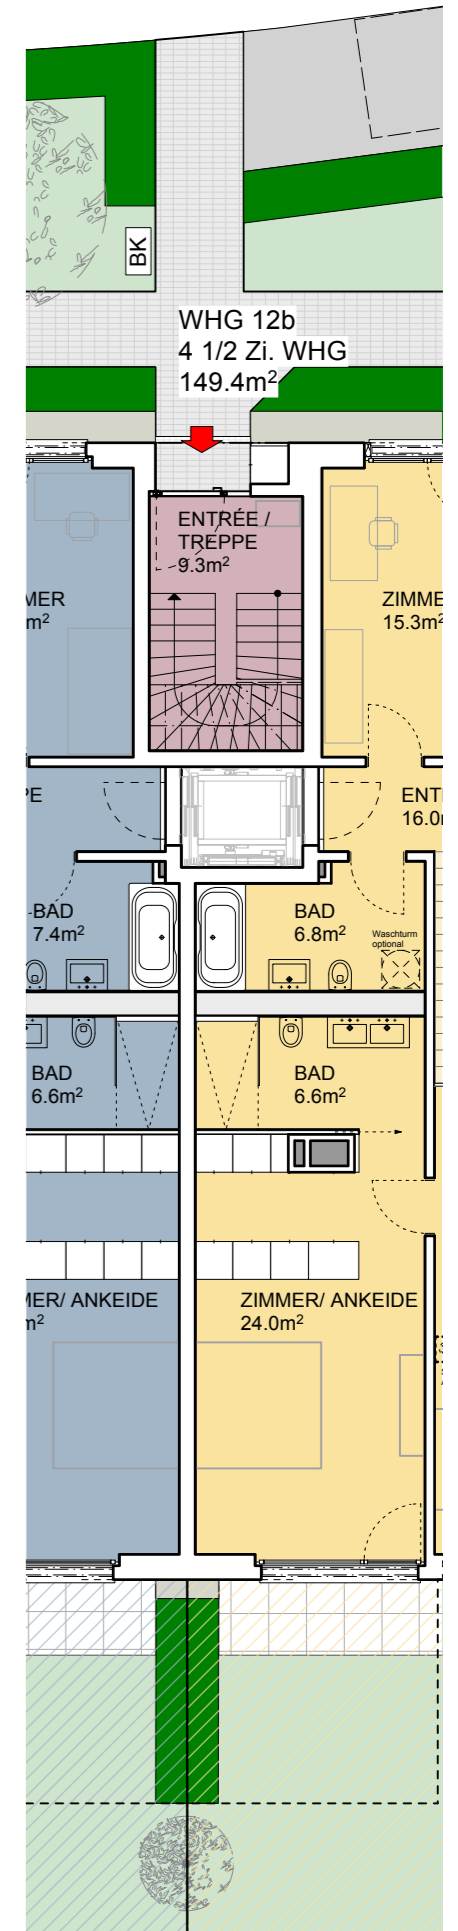 BK
WHG 12b
4 1/2 Zi. WHG
149.4m²
ENTRÉE /
TREPPE
9.3m²
MER
m²
ZIMME
15.3m²
PE
ENT
16.0m
BAD
7.4m²
BAD
6.8m²
Waschturm
optional
BAD
6.6m²
BAD
6.6m²
MER/ ANKEIDE
m²
ZIMMER/ ANKEIDE
24.0m²